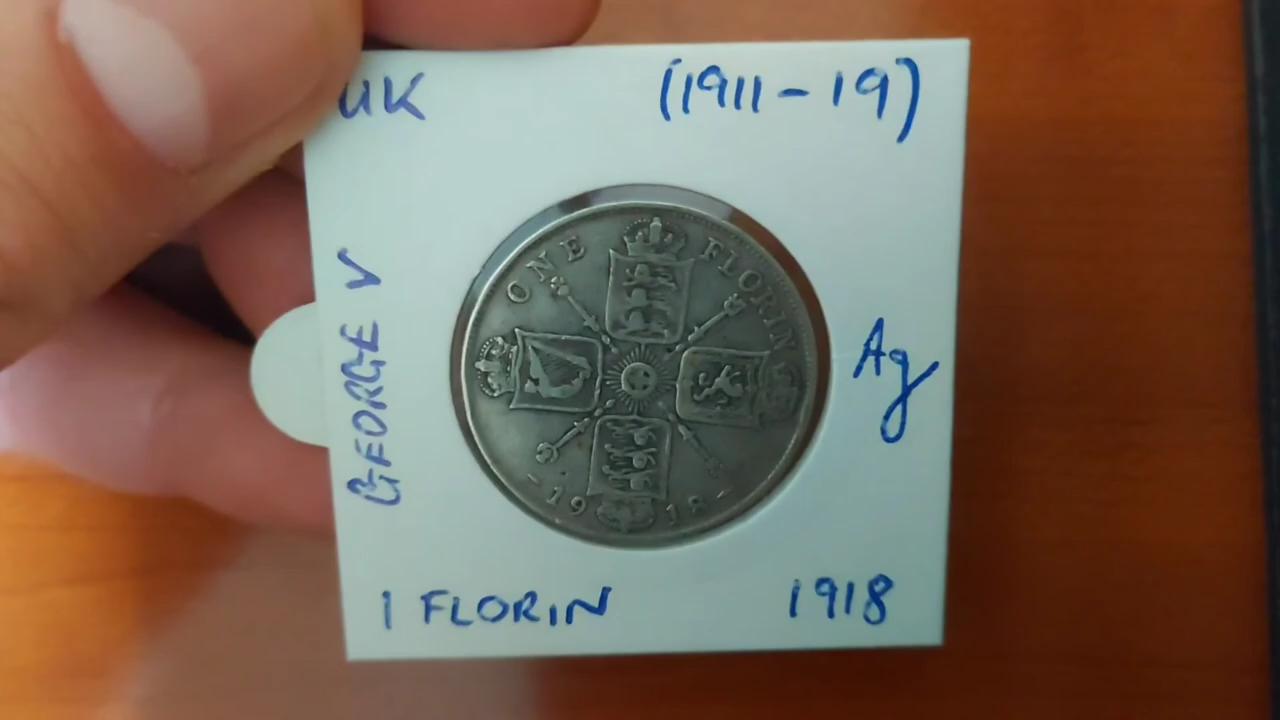 UK
(1911-19)
GEORGE V
ONE FLORIN
-1918-
Ag
1 FLORIN
1918